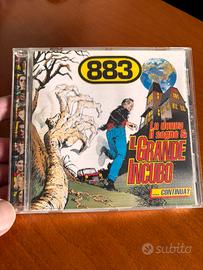 883
La donna
il sogno &
IL GRANDE
INCUBO
... CONTINUA?
subito